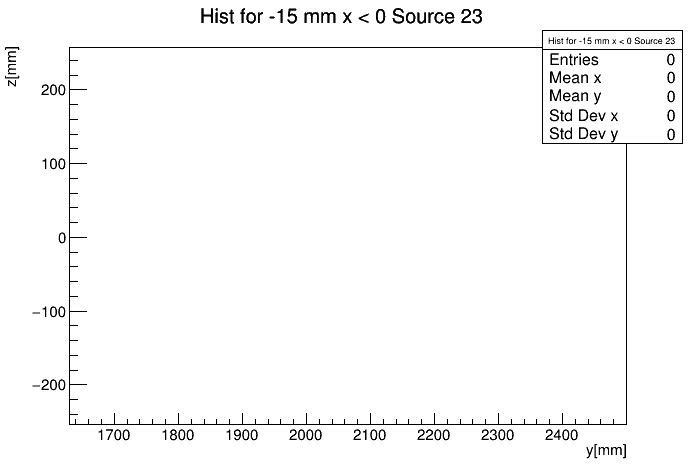 Hist for -15 mm x < 0 Source 23
z[mm]
Hist for -15 mm x < 0 Source 23
Entries 0
Mean x 0
Mean y 0
Std Dev x 0
Std Dev y 0
200
100
0
−100
−200
1700 1800 1900 2000 2100 2200 2300 2400
y[mm]